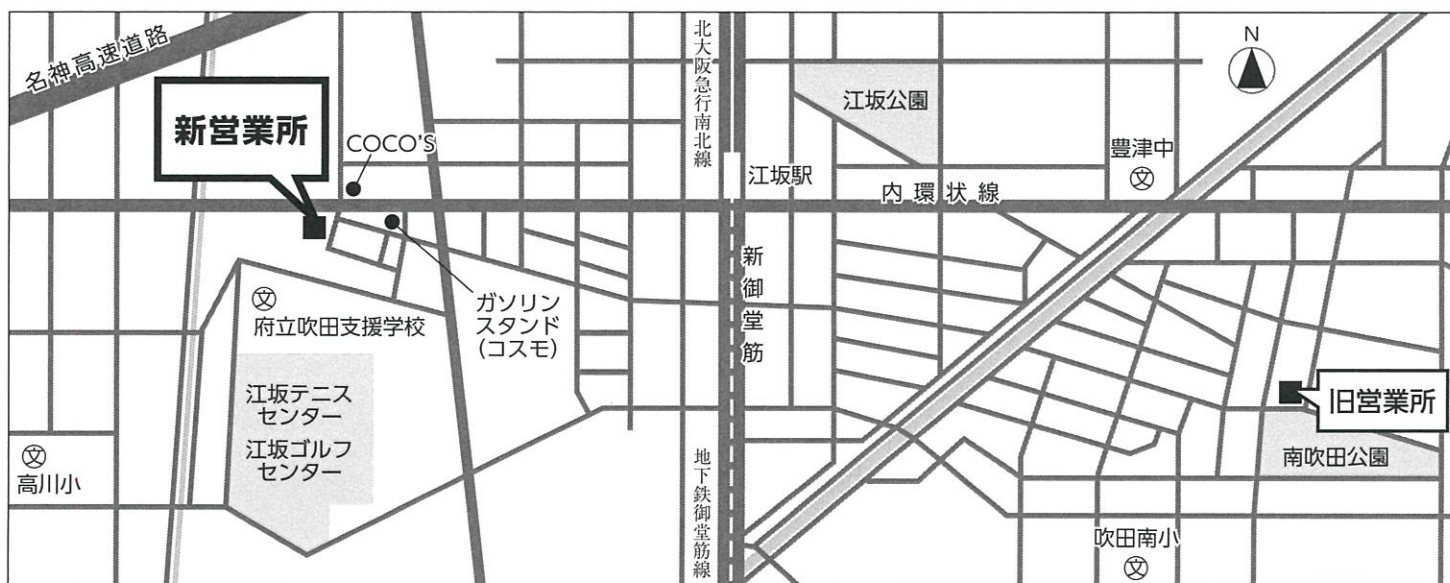 名神高速道路
新営業所
COCO'S
北大阪急行南北線
江坂公園
N
豊津中
文
江坂駅
内環状線
新御堂筋
ガソリン
スタンド
(コスモ)
文
府立吹田支援学校
江坂テニス
センター
江坂ゴルフ
センター
文
高川小
旧営業所
南吹田公園
地下鉄御堂筋線
吹田南小
文